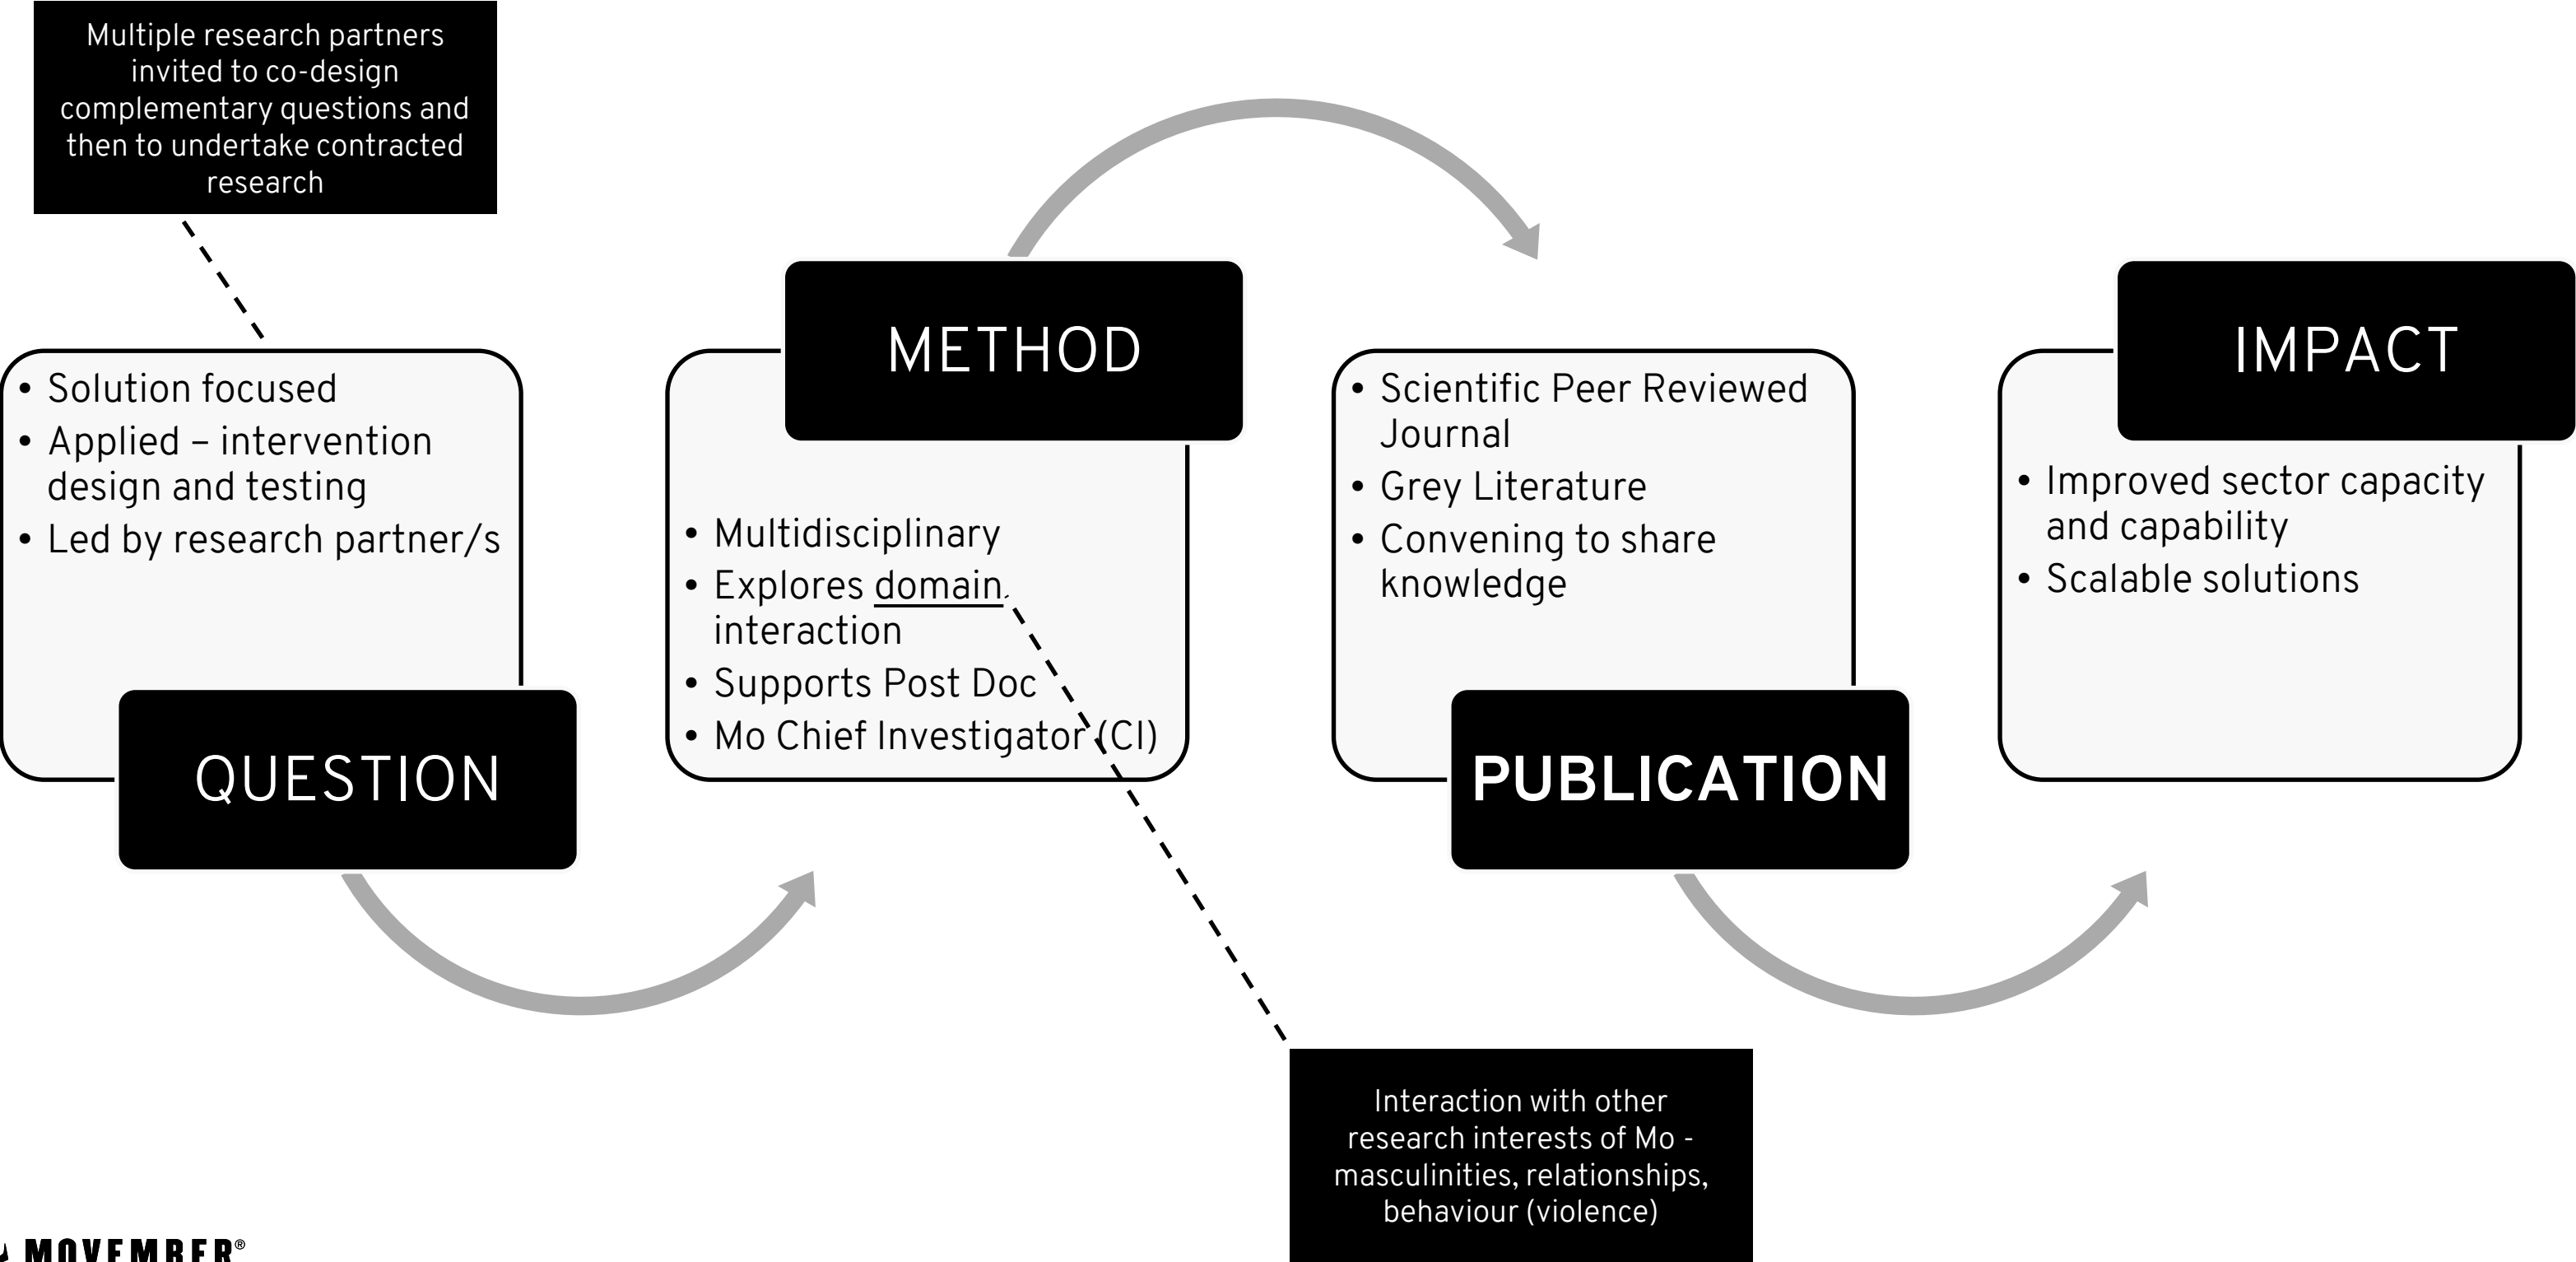 Multiple research partners
invited to co-design
complementary questions and
then to undertake contracted
research
• Solution focused
• Applied – intervention
design and testing
• Led by research partner/s
QUESTION
METHOD
• Multidisciplinary
• Explores domain
interaction
• Supports Post Doc
• Mo Chief Investigator (CI)
Interaction with other
research interests of Mo -
masculinities, relationships,
behaviour (violence)
• Scientific Peer Reviewed
Journal
• Grey Literature
• Convening to share
knowledge
PUBLICATION
IMPACT
• Improved sector capacity
and capability
• Scalable solutions
MOVEMBER®